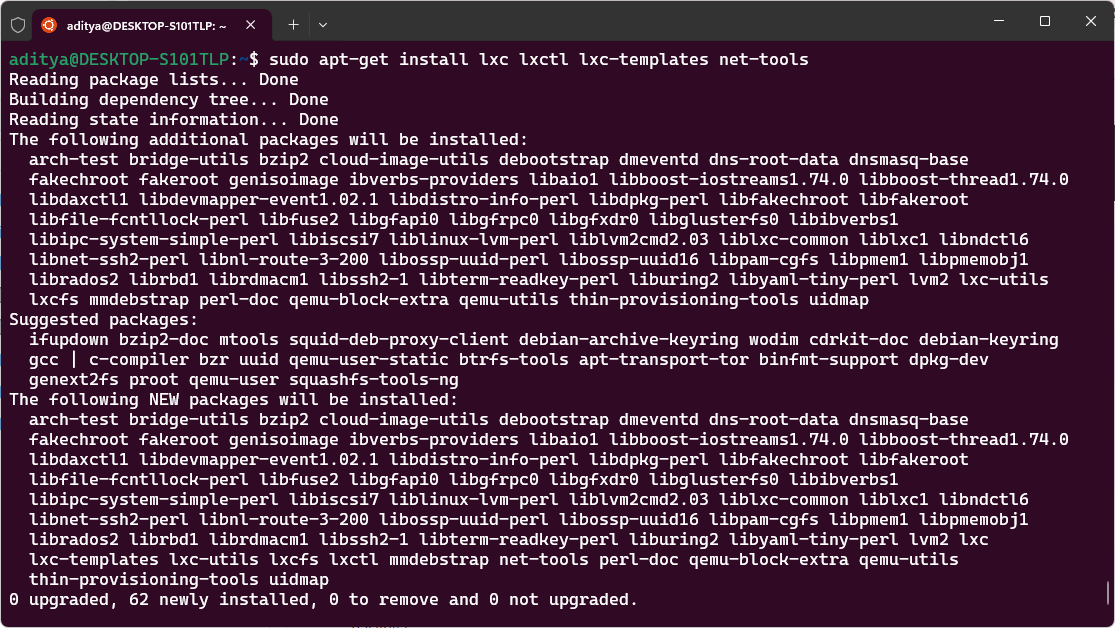 aditya@DESKTOP-S101TLP: ~
aditya@DESKTOP-S101TLP:~$ sudo apt-get install lxc lxctl lxc-templates net-tools
Reading package lists... Done
Building dependency tree... Done
Reading state information... Done
The following additional packages will be installed:
  arch-test bridge-utils bzip2 cloud-image-utils debootstrap dmeventd dns-root-data dnsmasq-base
  fakechroot fakeroot genisoimage ibverbs-providers libaio1 libboost-iostreams1.74.0 libboost-thread1.74.0
  libdaxctl1 libdevmapper-event1.02.1 libdistro-info-perl libdpkg-perl libfakechroot libfakeroot
  libfile-fcntllock-perl libfuse2 libgfapi0 libgfrpc0 libgfxdr0 libglusterfs0 libibverbs1
  libipc-system-simple-perl libiscsi7 liblinux-lvm-perl liblvm2cmd2.03 liblxc-common liblxc1 libndctl6
  libnet-ssh2-perl libnl-route-3-200 libossp-uuid-perl libossp-uuid16 libpam-cgfs libpmem1 libpmemobj1
  librados2 librbd1 librdmacm1 libssh2-1 libterm-readkey-perl liburing2 libyaml-tiny-perl lvm2 lxc-utils
  lxcfs mmdebstrap perl-doc qemu-block-extra qemu-utils thin-provisioning-tools uidmap
Suggested packages:
  ifupdown bzip2-doc mtools squid-deb-proxy-client debian-archive-keyring wodim cdrkit-doc debian-keyring
  gcc | c-compiler bzr uuid qemu-user-static btrfs-tools apt-transport-tor binfmt-support dpkg-dev
  genext2fs proot qemu-user squashfs-tools-ng
The following NEW packages will be installed:
  arch-test bridge-utils bzip2 cloud-image-utils debootstrap dmeventd dns-root-data dnsmasq-base
  fakechroot fakeroot genisoimage ibverbs-providers libaio1 libboost-iostreams1.74.0 libboost-thread1.74.0
  libdaxctl1 libdevmapper-event1.02.1 libdistro-info-perl libdpkg-perl libfakechroot libfakeroot
  libfile-fcntllock-perl libfuse2 libgfapi0 libgfrpc0 libgfxdr0 libglusterfs0 libibverbs1
  libipc-system-simple-perl libiscsi7 liblinux-lvm-perl liblvm2cmd2.03 liblxc-common liblxc1 libndctl6
  libnet-ssh2-perl libnl-route-3-200 libossp-uuid-perl libossp-uuid16 libpam-cgfs libpmem1 libpmemobj1
  librados2 librbd1 librdmacm1 libssh2-1 libterm-readkey-perl liburing2 libyaml-tiny-perl lvm2 lxc
  lxc-templates lxc-utils lxcfs lxctl mmdebstrap net-tools perl-doc qemu-block-extra qemu-utils
  thin-provisioning-tools uidmap
0 upgraded, 62 newly installed, 0 to remove and 0 not upgraded.